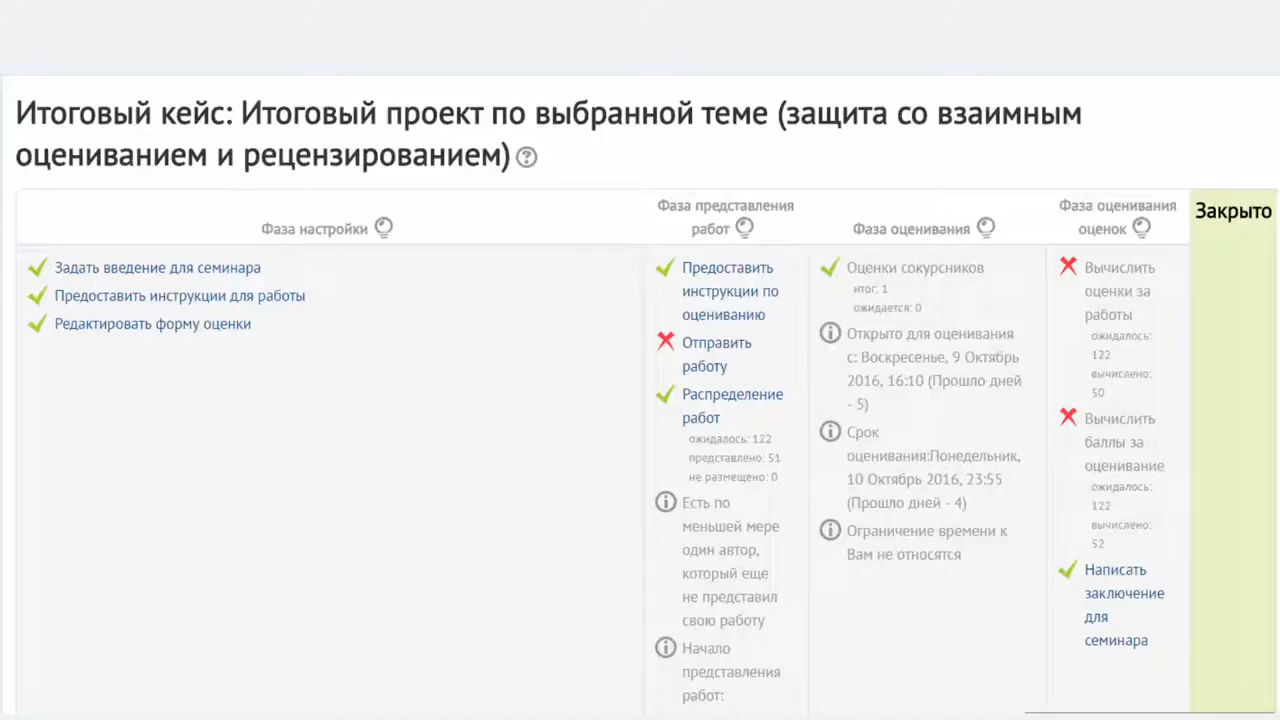 Итоговый кейс: Итоговый проект по выбранной теме (защита со взаимным
оцениванием и рецензированием) ?
Фаза настройки
Задать введение для семинара
Предоставить инструкции для работы
Редактировать форму оценки
Фаза представления
работ
Предоставить
инструкции по
оцениванию
Отправить
работу
Распределение
работ
ожидалось: 122
представлено: 51
не размещено: 0
Есть по
меньшей мере
один автор,
который еще
не представил
свою работу
Начало
представления
работ:
Фаза оценивания
Оценки сокурсников
итог: 1
ожидается: 0
Открыто для оценивания
с: Воскресенье, 9 Октябрь
2016, 16:10 (Прошло дней
- 5)
Срок
оценивания:Понедельник,
10 Октябрь 2016, 23:55
(Прошло дней - 4)
Ограничение времени к
Вам не относятся
Фаза оценивания
оценок
Вычислить
оценки за
работы
ожидалось:
122
вычислено:
50
Вычислить
баллы за
оценивание
ожидалось:
122
вычислено:
52
Написать
заключение
для
семинара
Закрыто